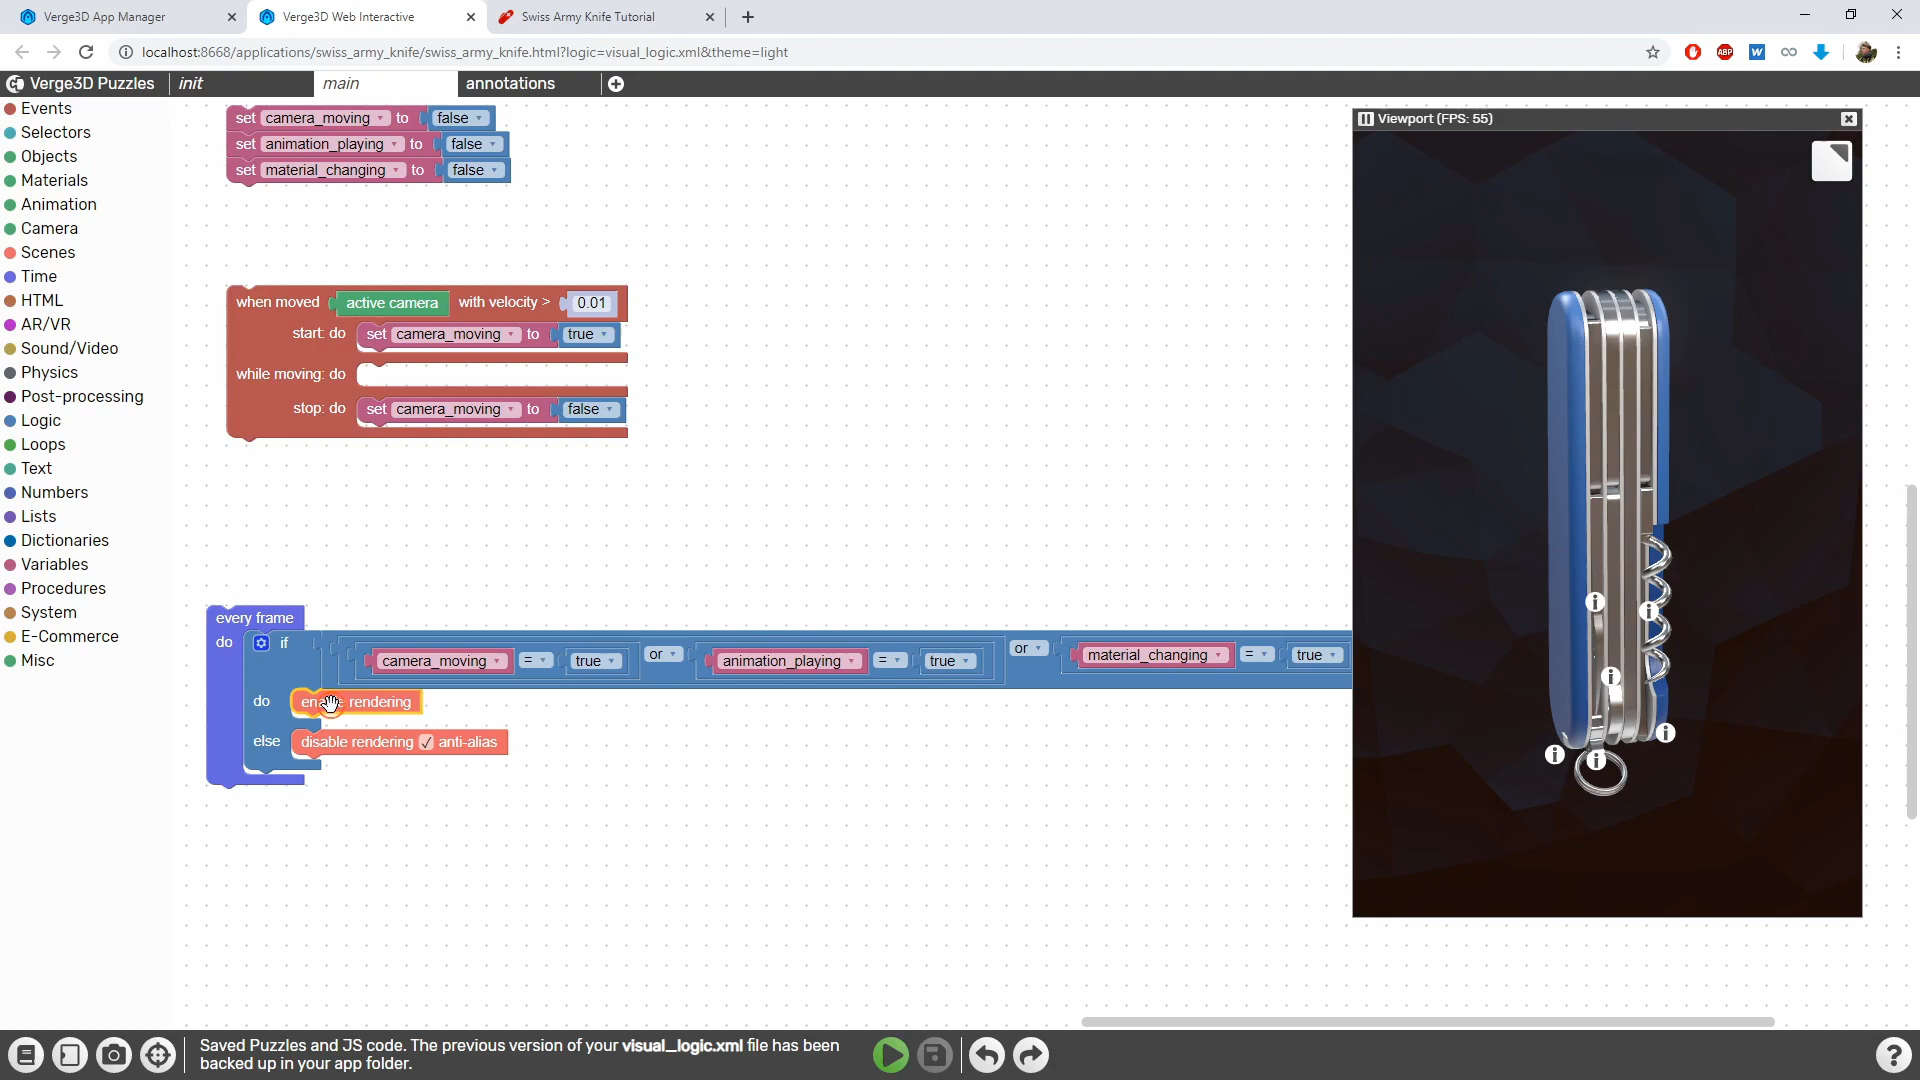 Verge3D App Manager
Verge3D Web Interactive
Swiss Army Knife Tutorial
localhost:8668/applications/swiss_army_knife/swiss_army_knife.html?logic=visual_logic.xml&theme=light
ABP
W
Verge3D Puzzles
init
main
annotations
Events
Selectors
Objects
Materials
Animation
Camera
Scenes
Time
HTML
AR/VR
Sound/Video
Physics
Post-processing
Logic
Loops
Text
Numbers
Lists
Dictionaries
Variables
Procedures
System
E-Commerce
Misc
set camera_moving to false
set animation_playing to false
set material_changing to false
when moved active camera with velocity > 0.01
start: do set camera_moving to true
while moving: do
stop: do set camera_moving to false
every frame
do if camera_moving = true or animation_playing = true or material_changing = true
do rendering
else disable rendering anti-alias
Viewport (FPS: 55)
i
i
i
i
i
i
Saved Puzzles and JS code. The previous version of your visual_logic.xml file has been
backed up in your app folder.
?